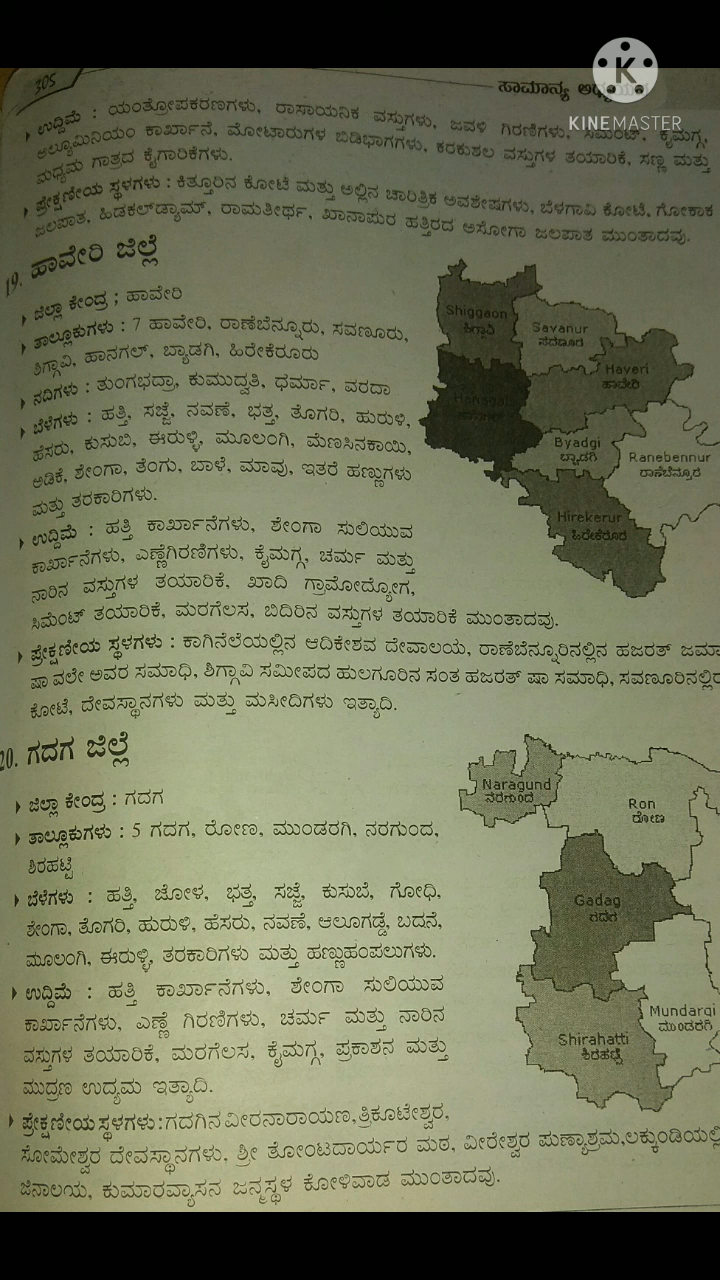 305
ಸಾಮಾನ್ಯ
K
KINEMASTER
ಉದ್ದಿಮೆ : ಯಂತ್ರೋಪಕರಣಗಳು, ರಾಸಾಯನಿಕ ವಸ್ತುಗಳು, ಜವಳಿ ಗಿರಣಿಗಳು, ಸಿಮೆಂಟ್, ಕೈಮಗ್ಗ,
ಅಲ್ಯೂಮಿನಿಯಂ ಕಾರ್ಖಾನೆ, ಮೋಟಾರುಗಳ ಬಿಡಿಭಾಗಗಳು, ಕರಕುಶಲ ವಸ್ತುಗಳ ತಯಾರಿಕೆ, ಸಣ್ಣ ಮತ್ತು
ಮಧ್ಯಮ ಗಾತ್ರದ ಕೈಗಾರಿಕೆಗಳು.
ಪ್ರೇಕ್ಷಣೀಯ ಸ್ಥಳಗಳು : ಕಿತ್ತೂರಿನ ಕೋಟೆ ಮತ್ತು ಅಲ್ಲಿನ ಚಾರಿತ್ರಿಕ ಅವಶೇಷಗಳು, ಬೆಳಗಾವಿ ಕೋಟೆ, ಗೋಕಾಕ
ಜಲಪಾತ, ಹಿಡಕಲ್‌ಡ್ಯಾಮ್, ರಾಮತೀರ್ಥ, ಖಾನಾಪುರ ಹತ್ತಿರದ ಅಸೋಗಾ ಜಲಪಾತ ಮುಂತಾದವು.
19. ಹಾವೇರಿ ಜಿಲ್ಲೆ
ಜಿಲ್ಲಾ ಕೇಂದ್ರ ; ಹಾವೇರಿ
ತಾಲ್ಲೂಕುಗಳು : 7 ಹಾವೇರಿ, ರಾಣೆಬೆನ್ನೂರು, ಸವಣೂರು,
ಶಿಗ್ಗಾವಿ, ಹಾನಗಲ್, ಬ್ಯಾಡಗಿ, ಹಿರೇಕೆರೂರು
ನದಿಗಳು : ತುಂಗಭದ್ರಾ, ಕುಮುದ್ವತಿ, ಧರ್ಮಾ, ವರದಾ
ಬೆಳೆಗಳು : ಹತ್ತಿ, ಸಜ್ಜೆ, ನವಣೆ, ಭತ್ತ, ತೊಗರಿ, ಹುರುಳಿ,
ಹೆಸರು, ಕುಸುಬಿ, ಈರುಳ್ಳಿ, ಮೂಲಂಗಿ, ಮೆಣಸಿನಕಾಯಿ,
ಅಡಿಕೆ, ಶೇಂಗಾ, ತೆಂಗು, ಬಾಳೆ, ಮಾವು, ಇತರೆ ಹಣ್ಣುಗಳು
ಮತ್ತು ತರಕಾರಿಗಳು.
ಉದ್ದಿಮೆ : ಹತ್ತಿ ಕಾರ್ಖಾನೆಗಳು, ಶೇಂಗಾ ಸುಲಿಯುವ
ಕಾರ್ಖಾನೆಗಳು, ಎಣ್ಣೆಗಿರಣಿಗಳು, ಕೈಮಗ್ಗ, ಚರ್ಮ ಮತ್ತು
ನಾರಿನ ವಸ್ತುಗಳ ತಯಾರಿಕೆ, ಖಾದಿ ಗ್ರಾಮೋದ್ಯೋಗ,
ಸಿಮೆಂಟ್ ತಯಾರಿಕೆ, ಮರಗೆಲಸ, ಬಿದಿರಿನ ವಸ್ತುಗಳ ತಯಾರಿಕೆ ಮುಂತಾದವು.
ಪ್ರೇಕ್ಷಣೀಯ ಸ್ಥಳಗಳು : ಕಾಗಿನೆಲೆಯಲ್ಲಿನ ಆದಿಕೇಶವ ದೇವಾಲಯ, ರಾಣೆಬೆನ್ನೂರಿನಲ್ಲಿನ ಹಜರತ್ ಜಮಾ
ಷಾ ವಲೇ ಅವರ ಸಮಾಧಿ, ಶಿಗ್ಗಾವಿ ಸಮೀಪದ ಹುಲಗೂರಿನ ಸಂತ ಹಜರತ್ ಷಾ ಸಮಾಧಿ, ಸವಣೂರಿನಲ್ಲಿರ
ಕೋಟೆ, ದೇವಸ್ಥಾನಗಳು ಮತ್ತು ಮಸೀದಿಗಳು ಇತ್ಯಾದಿ.
Shiggaon
ಶಿಗ್ಗಾವಿ
Savanur
ಸವಣೂರ
Haveri
ಹಾವೇರಿ
Hanagal
Byadgi
ಬ್ಯಾಡಗಿ
Ranebennur
ರಾಣೆಬೆನ್ನೂರ
Hirekerur
ಹಿರೇಕೆರೂರ
20. ಗದಗ ಜಿಲ್ಲೆ
ಜಿಲ್ಲಾ ಕೇಂದ್ರ : ಗದಗ
ತಾಲ್ಲೂಕುಗಳು : 5 ಗದಗ, ರೋಣ, ಮುಂಡರಗಿ, ನರಗುಂದ,
ಶಿರಹಟ್ಟಿ
ಬೆಳೆಗಳು : ಹತ್ತಿ, ಜೋಳ, ಭತ್ತ, ಸಜ್ಜೆ, ಕುಸುಬೆ, ಗೋಧಿ,
ಶೇಂಗಾ, ತೊಗರಿ, ಹುರುಳಿ, ಹೆಸರು, ನವಣೆ, ಆಲೂಗಡ್ಡೆ, ಬದನೆ,
ಮೂಲಂಗಿ, ಈರುಳ್ಳಿ, ತರಕಾರಿಗಳು ಮತ್ತು ಹಣ್ಣುಹಂಪಲುಗಳು.
ಉದ್ದಿಮೆ : ಹತ್ತಿ ಕಾರ್ಖಾನೆಗಳು, ಶೇಂಗಾ ಸುಲಿಯುವ
ಕಾರ್ಖಾನೆಗಳು, ಎಣ್ಣೆ ಗಿರಣಿಗಳು, ಚರ್ಮ ಮತ್ತು ನಾರಿನ
ವಸ್ತುಗಳ ತಯಾರಿಕೆ, ಮರಗೆಲಸ, ಕೈಮಗ್ಗ, ಪ್ರಕಾಶನ ಮತ್ತು
ಮುದ್ರಣ ಉದ್ಯಮ ಇತ್ಯಾದಿ.
ಪ್ರೇಕ್ಷಣೀಯ ಸ್ಥಳಗಳು : ಗದಗಿನ ವೀರನಾರಾಯಣ, ತ್ರಿಕೂಟೇಶ್ವರ,
ಸೋಮೇಶ್ವರ ದೇವಸ್ಥಾನಗಳು, ಶ್ರೀ ತೋಂಟದಾರ್ಯರ ಮಠ, ವೀರೇಶ್ವರ ಪುಣ್ಯಾಶ್ರಮ, ಲಕ್ಕುಂಡಿಯಲ್ಲಿ
ಜಿನಾಲಯ, ಕುಮಾರವ್ಯಾಸನ ಜನ್ಮಸ್ಥಳ ಕೋಳಿವಾಡ ಮುಂತಾದವು.
Naragund
ನರಗುಂದ
Ron
ರೋಣ
Gadag
ಗದಗ
Mundargi
ಮುಂಡರಗಿ
Shirahatti
ಶಿರಹಟ್ಟಿ